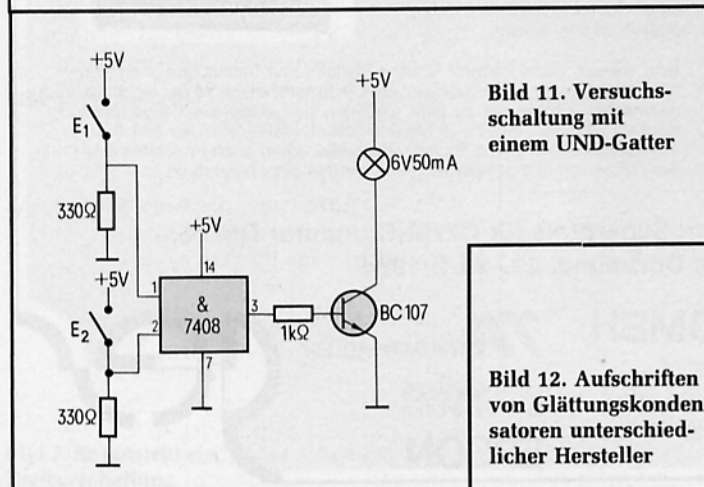 +5V
E1
330Ω
+5V
E2
330Ω
+5V
14
1
2
&
7408
3
7
1kΩ
BC107
+5V
6V50mA
Bild 11. Versuchs-
schaltung mit
einem UND-Gatter
Bild 12. Aufschriften
von Glättungskonden
satoren unterschied-
licher Hersteller